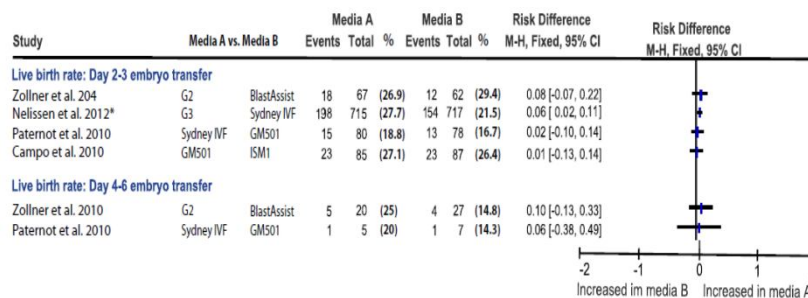 Media A Media B Risk Difference Risk Difference
Study Media A vs. Media B Events Total % Events Total % M-H, Fixed, 95% CI M-H, Fixed, 95% CI
Live birth rate: Day 2-3 embryo transfer
Zollner et al. 204 G2 BlastAssist 18 67 (26.9) 12 62 (29.4) 0.08 [-0.07, 0.22]
Nelissen et al. 2012* G3 Sydney IVF 198 715 (27.7) 154 717 (21.5) 0.06 [ 0.02, 0.11]
Paternot et al. 2010 Sydney IVF GM501 15 80 (18.8) 13 78 (16.7) 0.02 [-0.10, 0.14]
Campo et al. 2010 GM501 ISM1 23 85 (27.1) 23 87 (26.4) 0.01 [-0.13, 0.14]
Live birth rate: Day 4-6 embryo transfer
Zollner et al. 2010 G2 BlastAssist 5 20 (25) 4 27 (14.8) 0.10 [-0.13, 0.33]
Paternot et al. 2010 Sydney IVF GM501 1 5 (20) 1 7 (14.3) 0.06 [-0.38, 0.49]
-2 -1 0 1 2
Increased im media B Increased in media A